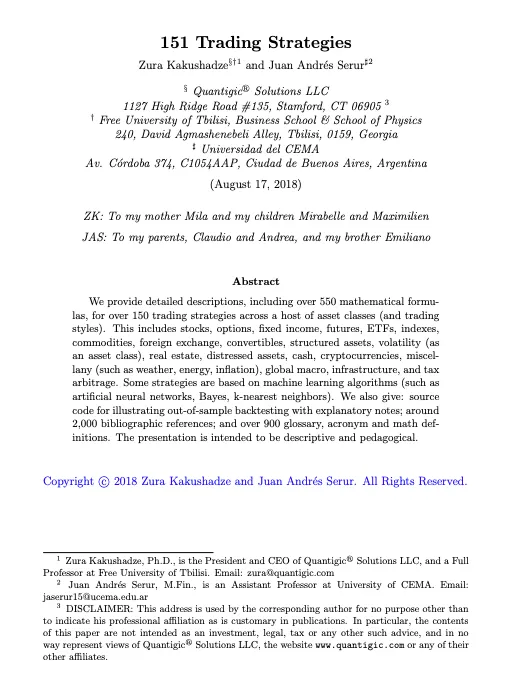 151 Trading Strategies
Zura Kakushadze§†1 and Juan Andrés Serur‡2
§ Quantigic® Solutions LLC
1127 High Ridge Road #135, Stamford, CT 06905 3
† Free University of Tbilisi, Business School & School of Physics
240, David Agmashenebeli Alley, Tbilisi, 0159, Georgia
‡ Universidad del CEMA
Av. Córdoba 374, C1054AAP, Ciudad de Buenos Aires, Argentina
(August 17, 2018)
ZK: To my mother Mila and my children Mirabelle and Maximilien
JAS: To my parents, Claudio and Andrea, and my brother Emiliano
Abstract
We provide detailed descriptions, including over 550 mathematical formu-
las, for over 150 trading strategies across a host of asset classes (and trading
styles). This includes stocks, options, fixed income, futures, ETFs, indexes,
commodities, foreign exchange, convertibles, structured assets, volatility (as
an asset class), real estate, distressed assets, cash, cryptocurrencies, miscel-
lany (such as weather, energy, inflation), global macro, infrastructure, and tax
arbitrage. Some strategies are based on machine learning algorithms (such as
artificial neural networks, Bayes, k-nearest neighbors). We also give: source
code for illustrating out-of-sample backtesting with explanatory notes; around
2,000 bibliographic references; and over 900 glossary, acronym and math def-
initions. The presentation is intended to be descriptive and pedagogical.
Copyright © 2018 Zura Kakushadze and Juan Andrés Serur. All Rights Reserved.
1 Zura Kakushadze, Ph.D., is the President and CEO of Quantigic® Solutions LLC, and a Full
Professor at Free University of Tbilisi. Email: zura@quantigic.com
2 Juan Andrés Serur, M.Fin., is an Assistant Professor at University of CEMA. Email:
jaserur15@ucema.edu.ar
3 DISCLAIMER: This address is used by the corresponding author for no purpose other than
to indicate his professional affiliation as is customary in publications. In particular, the contents
of this paper are not intended as an investment, legal, tax or any other such advice, and in no
way represent views of Quantigic® Solutions LLC, the website www.quantigic.com or any of their
other affiliates.